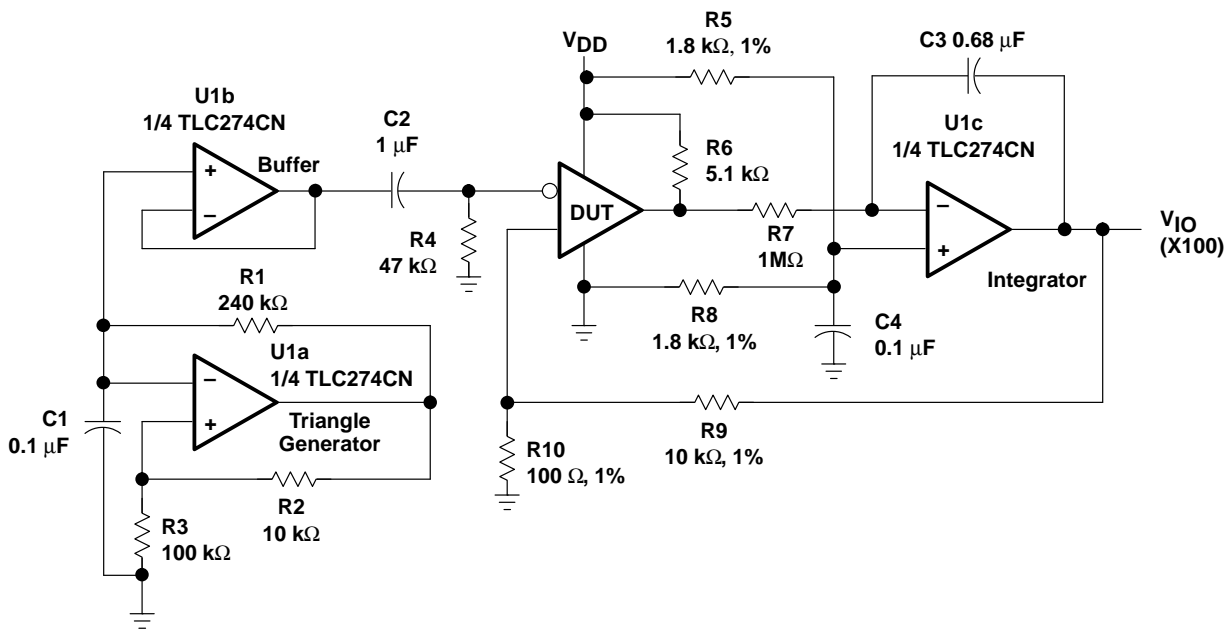 R5
1.8 kΩ, 1%
VDD
C3 0.68 μF
U1b
1/4 TLC274CN
Buffer
C2
1 μF
R6
5.1 kΩ
U1c
1/4 TLC274CN
+
−
DUT
R4
47 kΩ
R7
1MΩ
−
+
Integrator
VIO
(X100)
R1
240 kΩ
R8
1.8 kΩ, 1%
C4
0.1 μF
U1a
1/4 TLC274CN
−
+
Triangle
Generator
C1
0.1 μF
R9
10 kΩ, 1%
R10
100 Ω, 1%
R2
10 kΩ
R3
100 kΩ